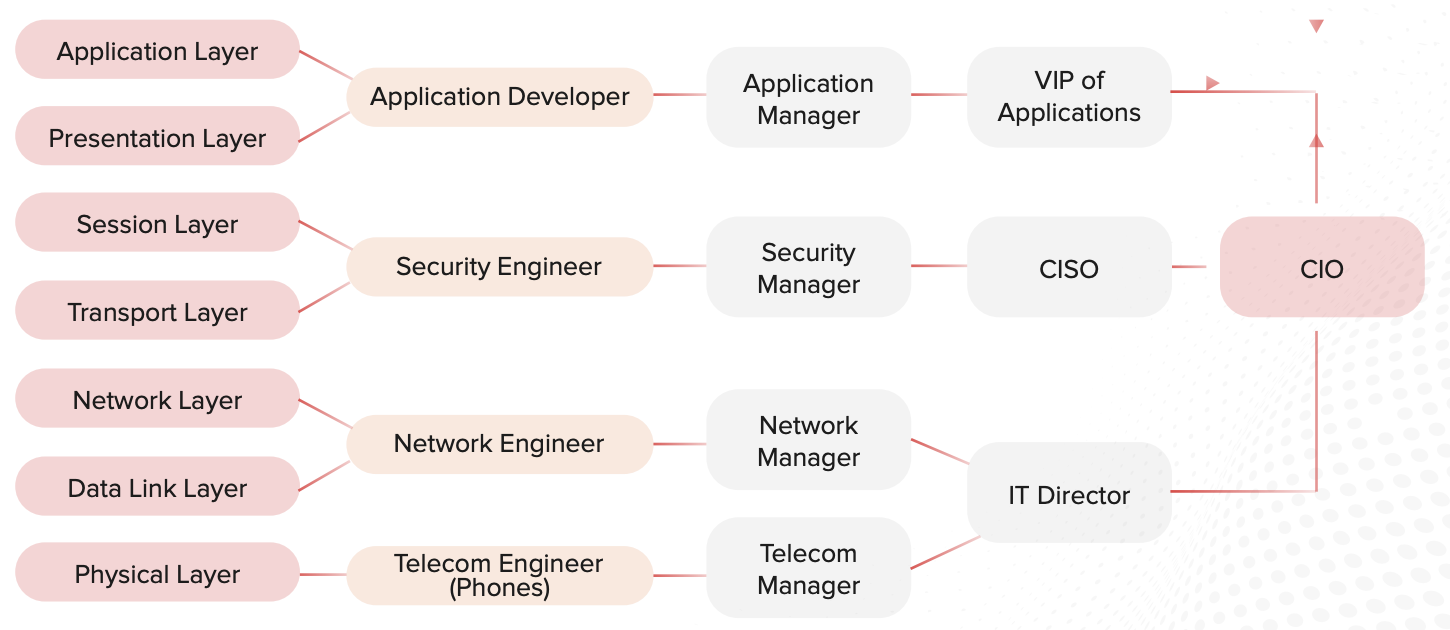 Application Layer
Presentation Layer
Session Layer
Transport Layer
Network Layer
Data Link Layer
Physical Layer
Application Developer
Security Engineer
Network Engineer
Telecom Engineer
(Phones)
Application
Manager
Security
Manager
Network
Manager
Telecom
Manager
VIP of
Applications
CISO
IT Director
CIO